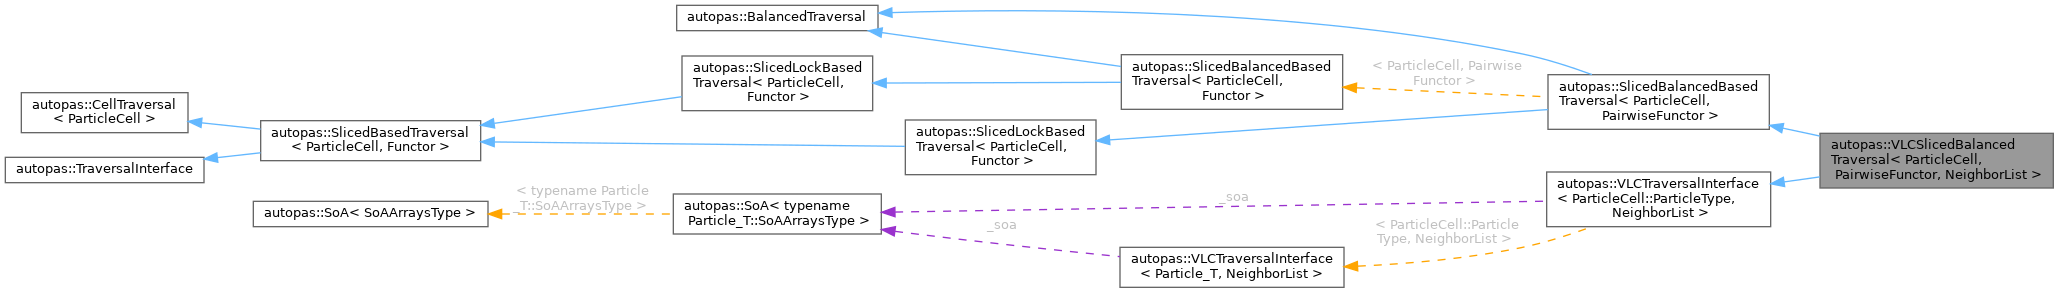 autopas::BalancedTraversal
autopas::SlicedLockBased
Traversal< ParticleCell,
Functor >
autopas::SlicedBalancedBased
Traversal< ParticleCell,
Functor >
< ParticleCell, Pairwise
Functor >
autopas::SlicedBalancedBased
Traversal< ParticleCell,
PairwiseFunctor >
autopas::CellTraversal
< ParticleCell >
autopas::SlicedBasedTraversal
< ParticleCell, Functor >
autopas::SlicedLockBased
Traversal< ParticleCell,
Functor >
autopas::VLCSlicedBalanced
Traversal< ParticleCell,
PairwiseFunctor, NeighborList >
autopas::TraversalInterface
autopas::SoA< SoAArraysType >
< typename Particle
_T::SoAArraysType >
autopas::SoA< typename
Particle_T::SoAArraysType >
_soa
_soa
autopas::VLCTraversalInterface
< ParticleCell::ParticleType,
NeighborList >
< ParticleCell::Particle
Type, NeighborList >
autopas::VLCTraversalInterface
< Particle_T, NeighborList >